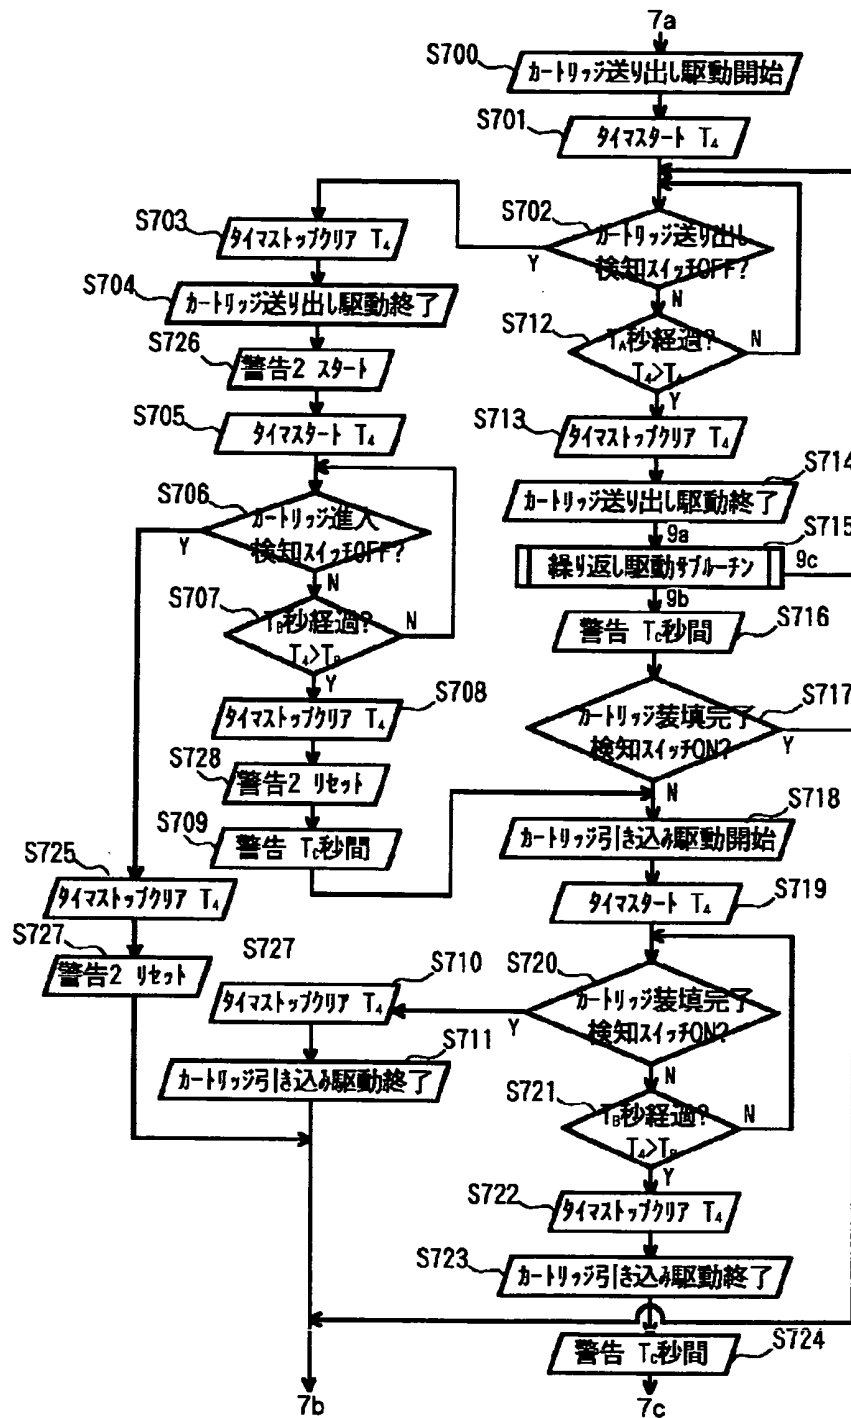 7a
S700
カートリッジ送り出し駆動開始
S701
タイマスタート T₄
S702
カートリッジ送り出し
検知スイッチOFF?
Y
N
S703
タイマストップクリア T₄
S704
カートリッジ送り出し駆動終了
S726
警告2 スタート
S705
タイマスタート T₄
S706
カートリッジ進入
検知スイッチOFF?
Y
N
S707
T_B秒経過?
T₄>T_B
N
Y
S708
タイマストップクリア T₄
S728
警告2 リセット
S709
警告 T_C秒間
S712
T_A秒経過?
T₄>T_A
N
Y
S713
タイマストップクリア T₄
S714
カートリッジ送り出し駆動終了
9a
S715
繰り返し駆動サブルーチン
9c
9b
S716
警告 T_C秒間
S717
カートリッジ装填完了
検知スイッチON?
Y
N
S718
カートリッジ引き込み駆動開始
S719
タイマスタート T₄
S725
タイマストップクリア T₄
S727
警告2 リセット
S727
S720
カートリッジ装填完了
検知スイッチON?
Y
N
S710
タイマストップクリア T₄
S711
カートリッジ引き込み駆動終了
S721
T_B秒経過?
T₄>T_B
N
Y
S722
タイマストップクリア T₄
S723
カートリッジ引き込み駆動終了
S724
警告 T_C秒間
7b
7c